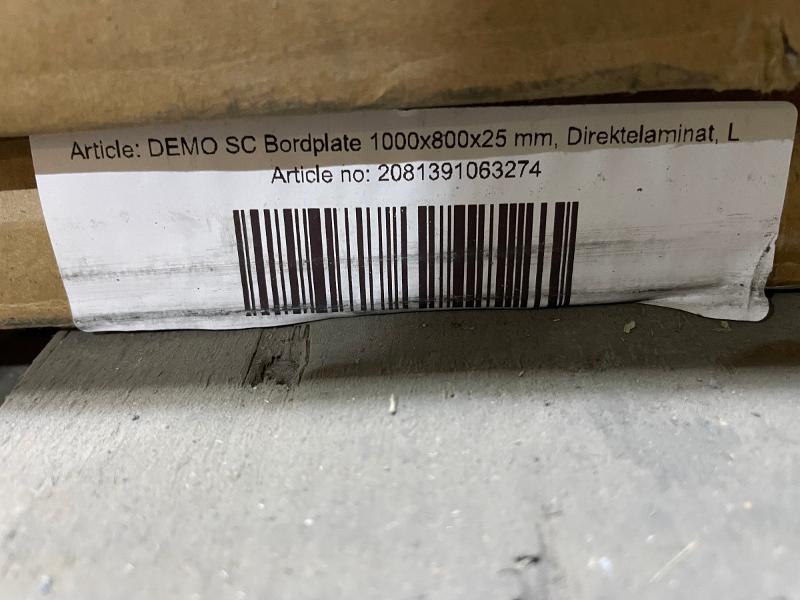 Article: DEMO SC Bordplate 1000x800x25 mm, Direktelaminat, L
Article no: 2081391063274